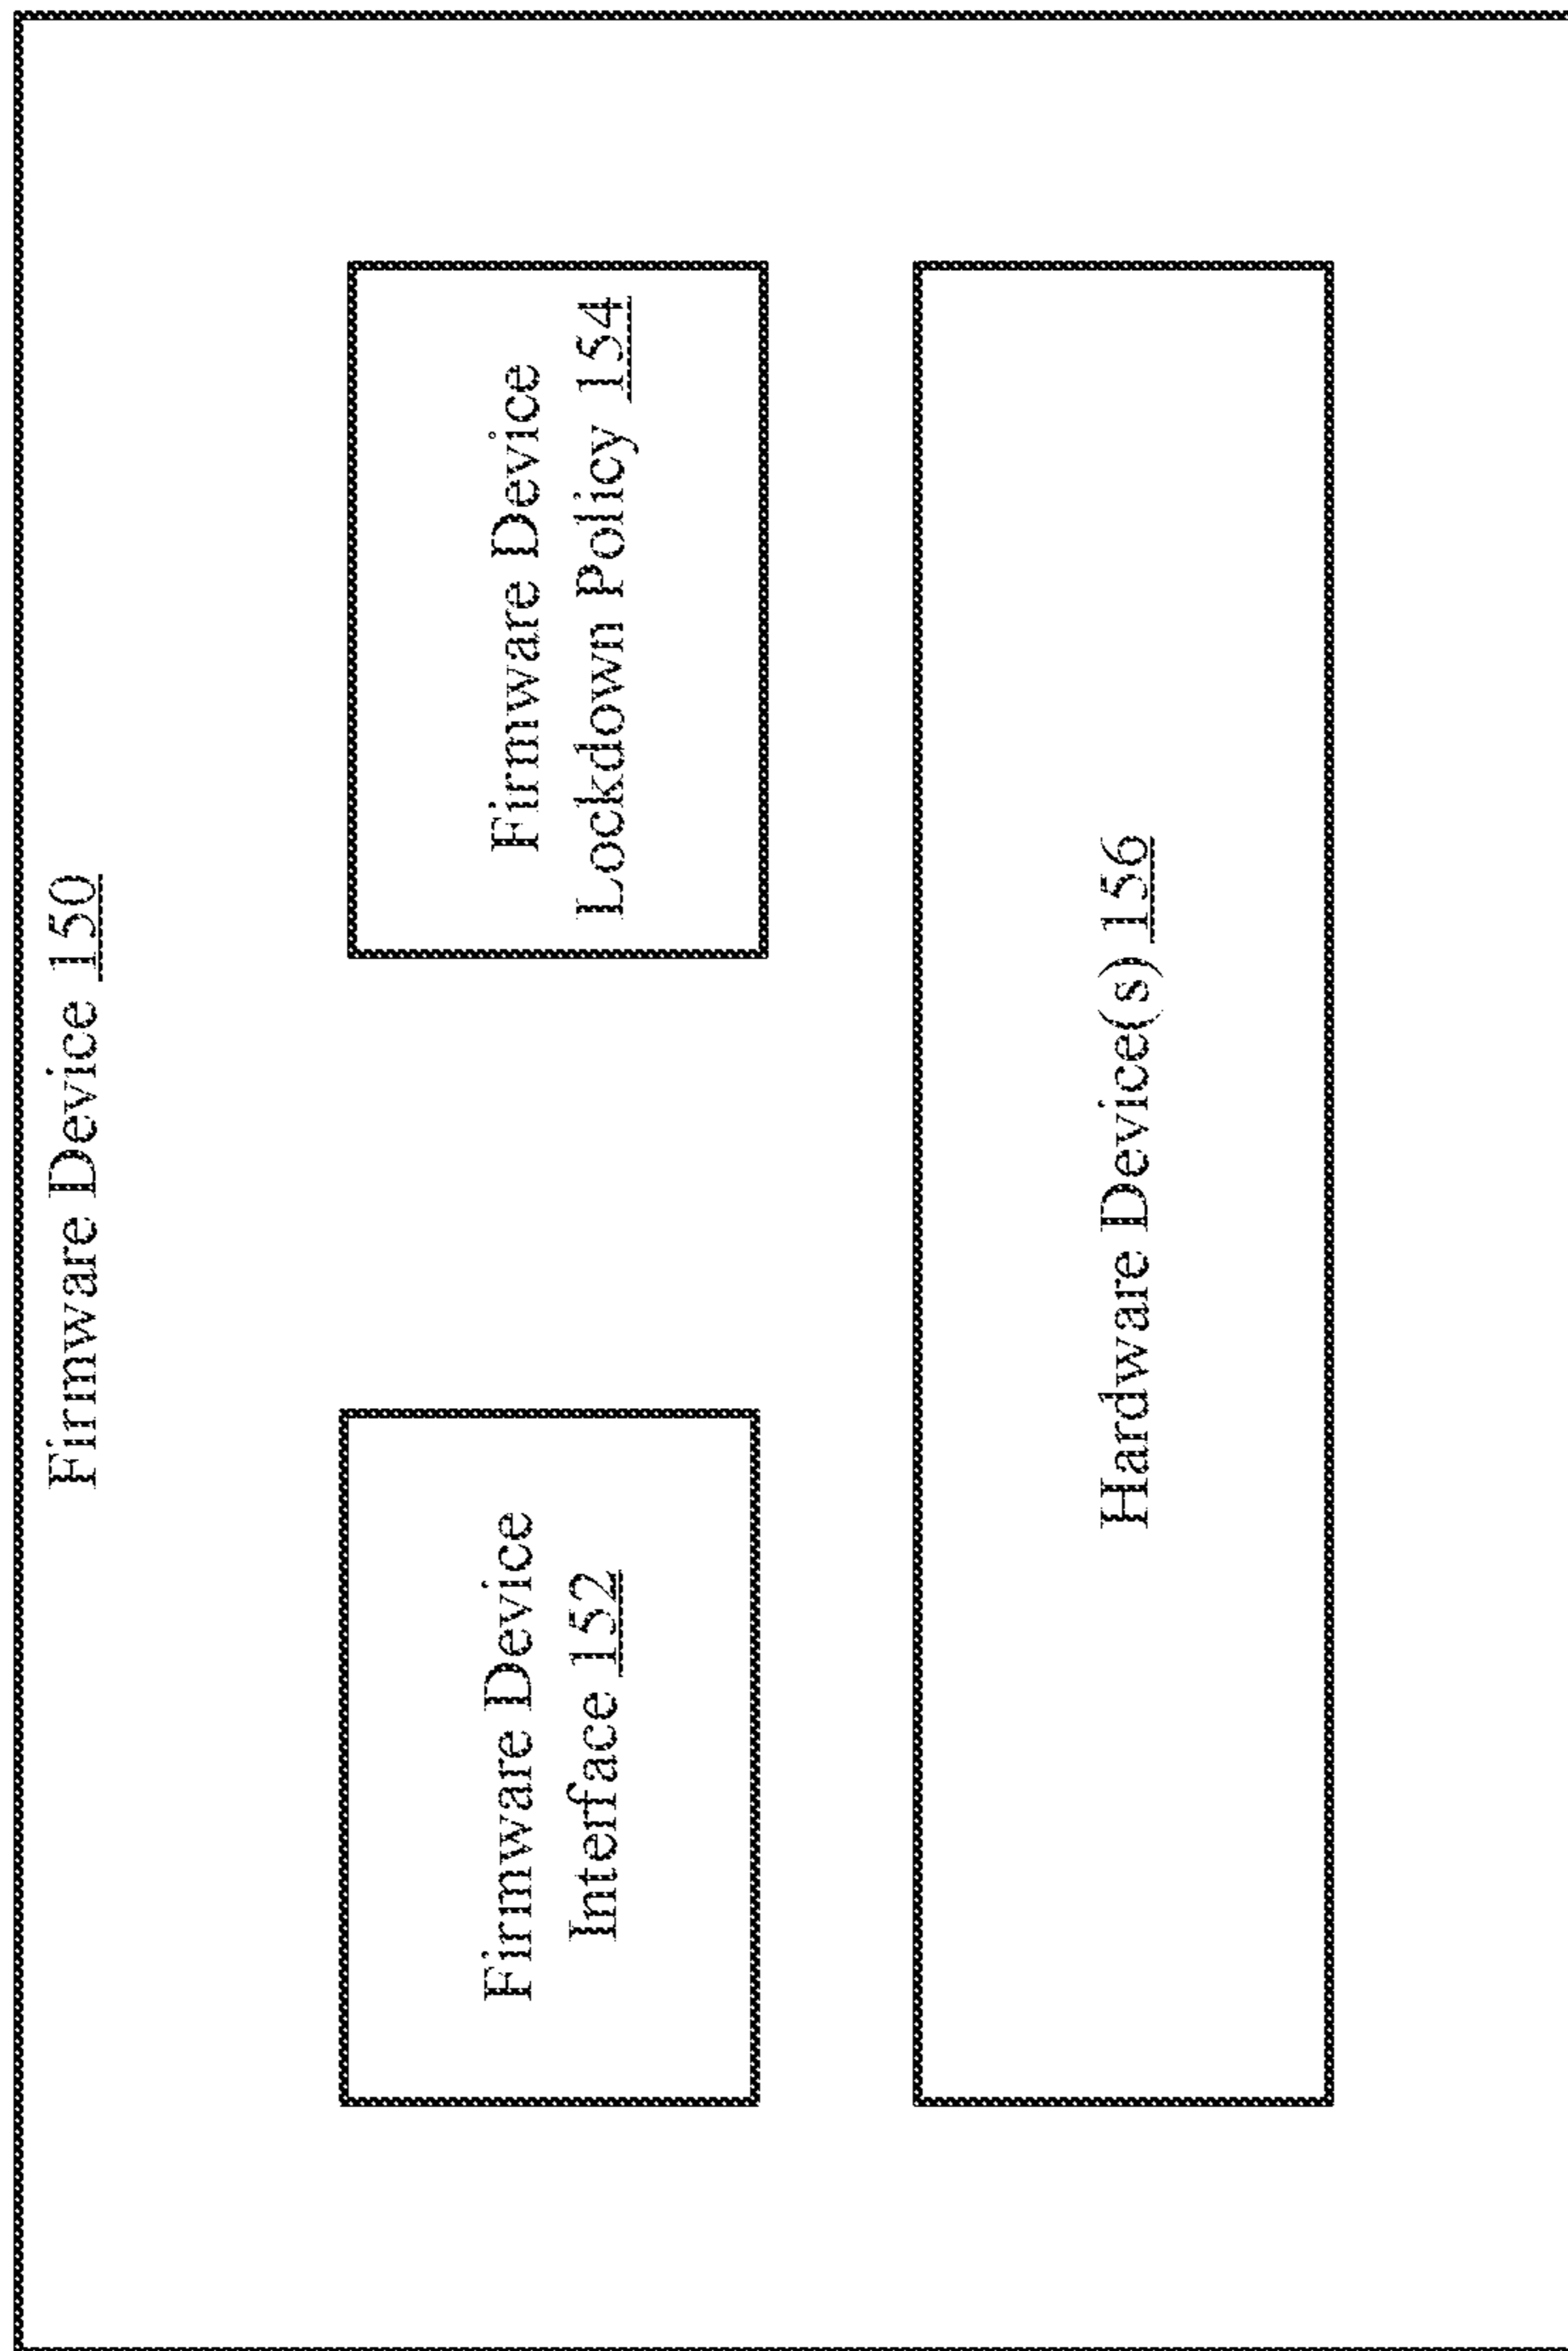 Firmware Device 150
Firmware Device
Interface 152
Firmware Device
Lockdown Policy 154
Hardware Device(s) 156